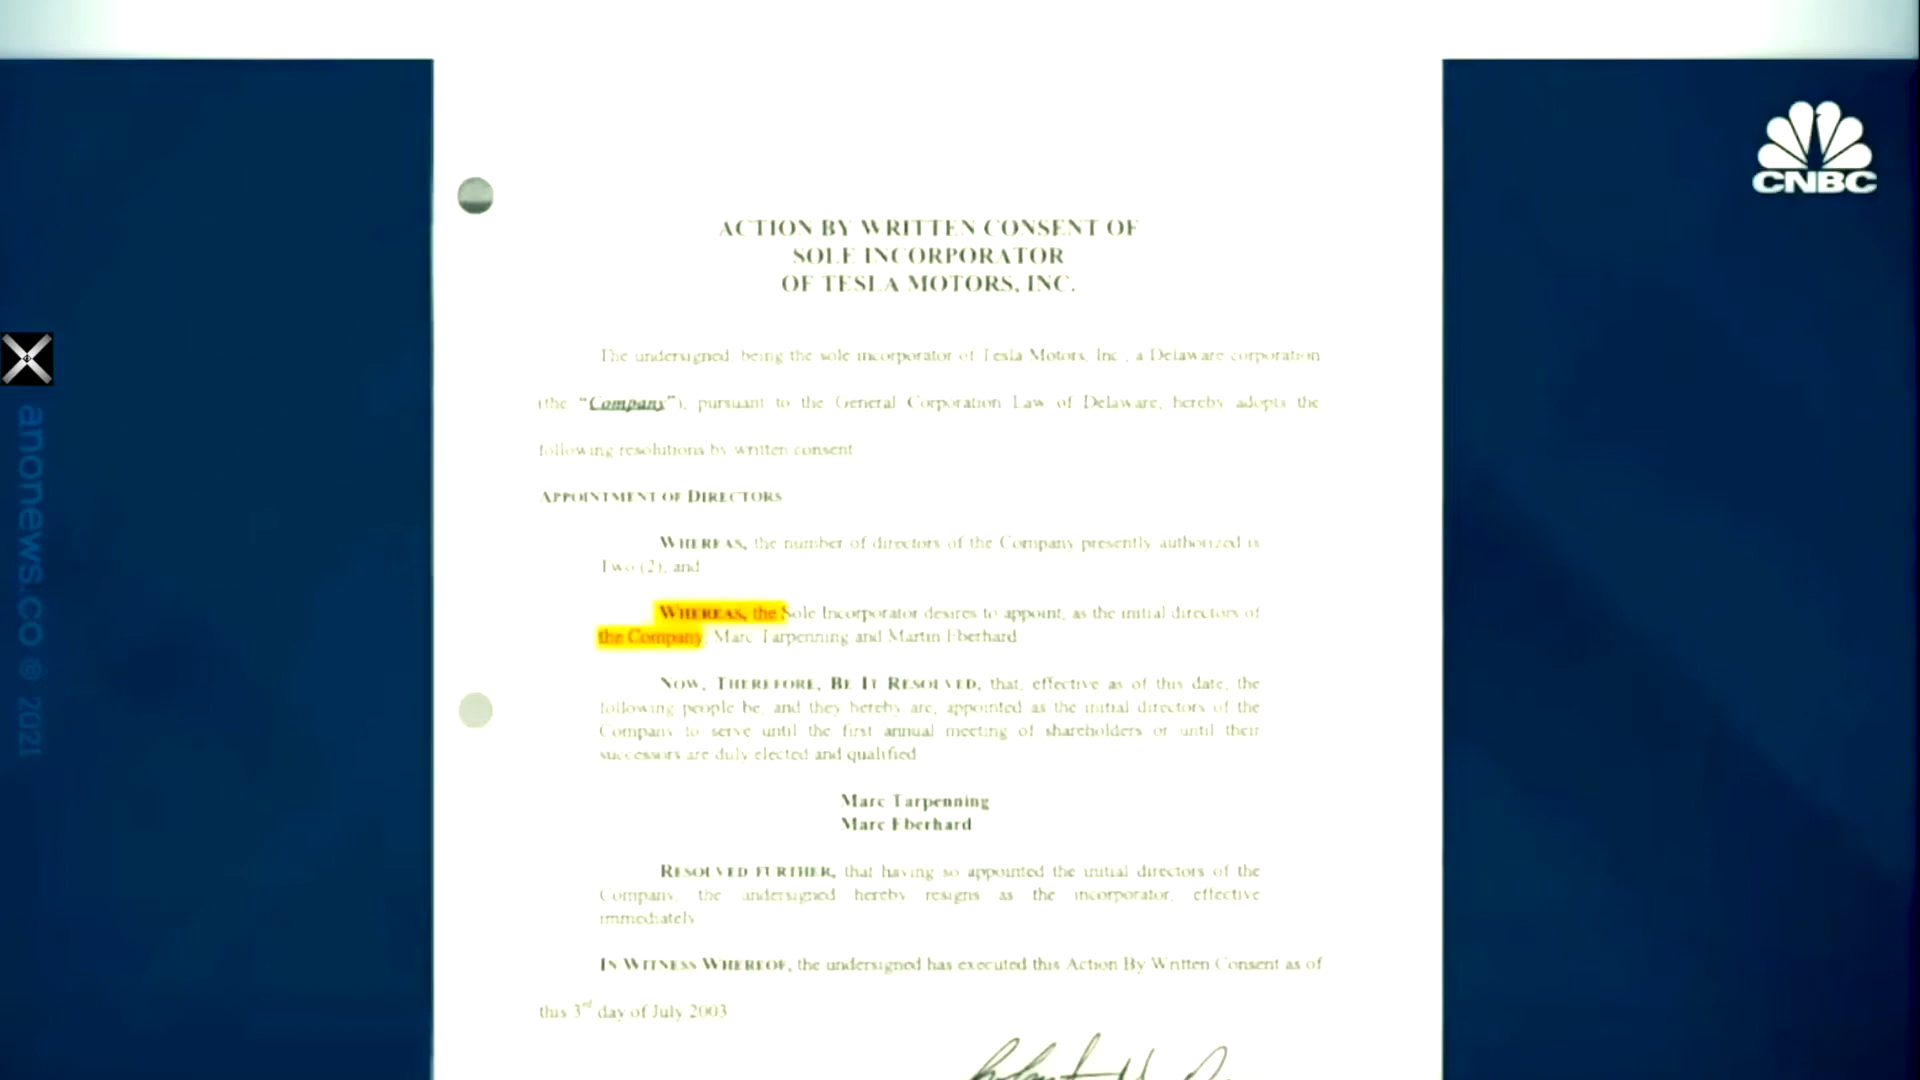 CNBC
ACTION BY WRITTEN CONSENT OF
SOLE INCORPORATOR
OF TESLA MOTORS, INC.
The undersigned, being the sole incorporator of Tesla Motors, Inc., a Delaware corporation
(the "Company"), pursuant to the General Corporation Law of Delaware, hereby adopts the
following resolutions by written consent
APPOINTMENT OF DIRECTORS
WHEREAS, the number of directors of the Company presently authorized is
Two (2), and
WHEREAS, the Sole Incorporator desires to appoint, as the initial directors of
the Company, Marc Tarpenning and Martin Eberhard
NOW, THEREFORE, BE IT RESOLVED, that, effective as of this date, the
following people be, and they hereby are, appointed as the initial directors of the
Company to serve until the first annual meeting of shareholders or until their
successors are duly elected and qualified
Marc Tarpenning
Marc Eberhard
RESOLVED FURTHER, that having so appointed the initial directors of the
Company, the undersigned hereby resigns as the incorporator, effective
immediately
IN WITNESS WHEREOF, the undersigned has executed this Action By Written Consent as of
this 3rd day of July 2003
anonews.co @ 2021